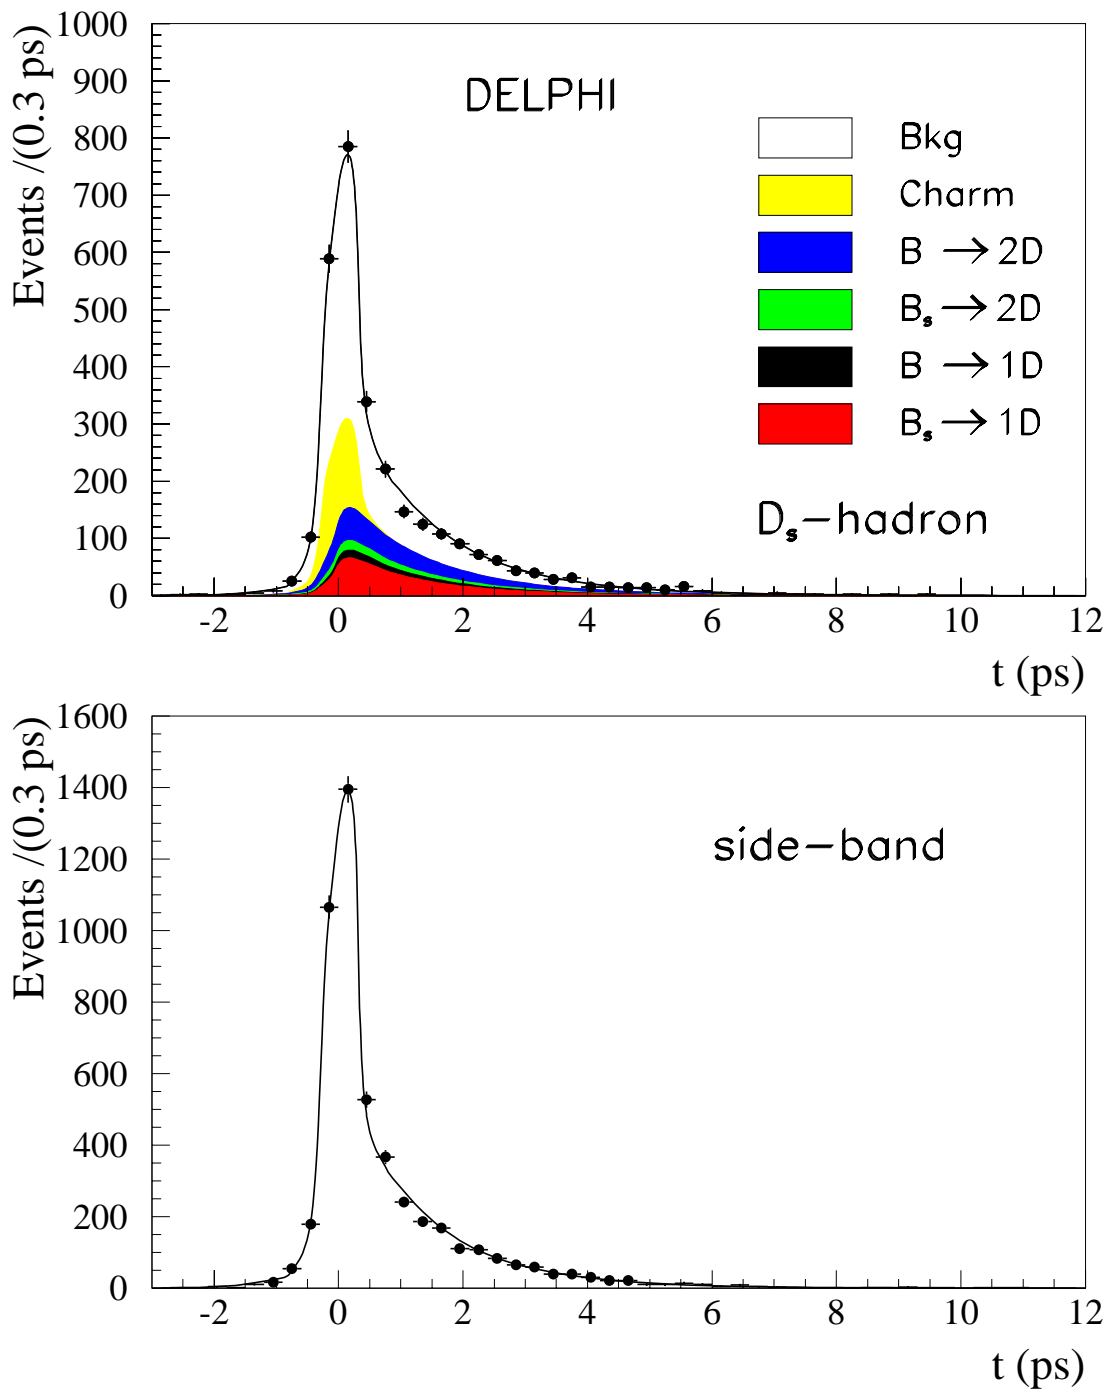 1000
900
800
700
600
500
400
300
200
100
0
Events /(0.3 ps)
DELPHI
Bkg
Charm
B → 2D
Bₛ → 2D
B → 1D
Bₛ → 1D
Dₛ−hadron
-2 0 2 4 6 8 10 12
t (ps)
1600
1400
1200
1000
800
600
400
200
0
Events /(0.3 ps)
side−band
-2 0 2 4 6 8 10 12
t (ps)